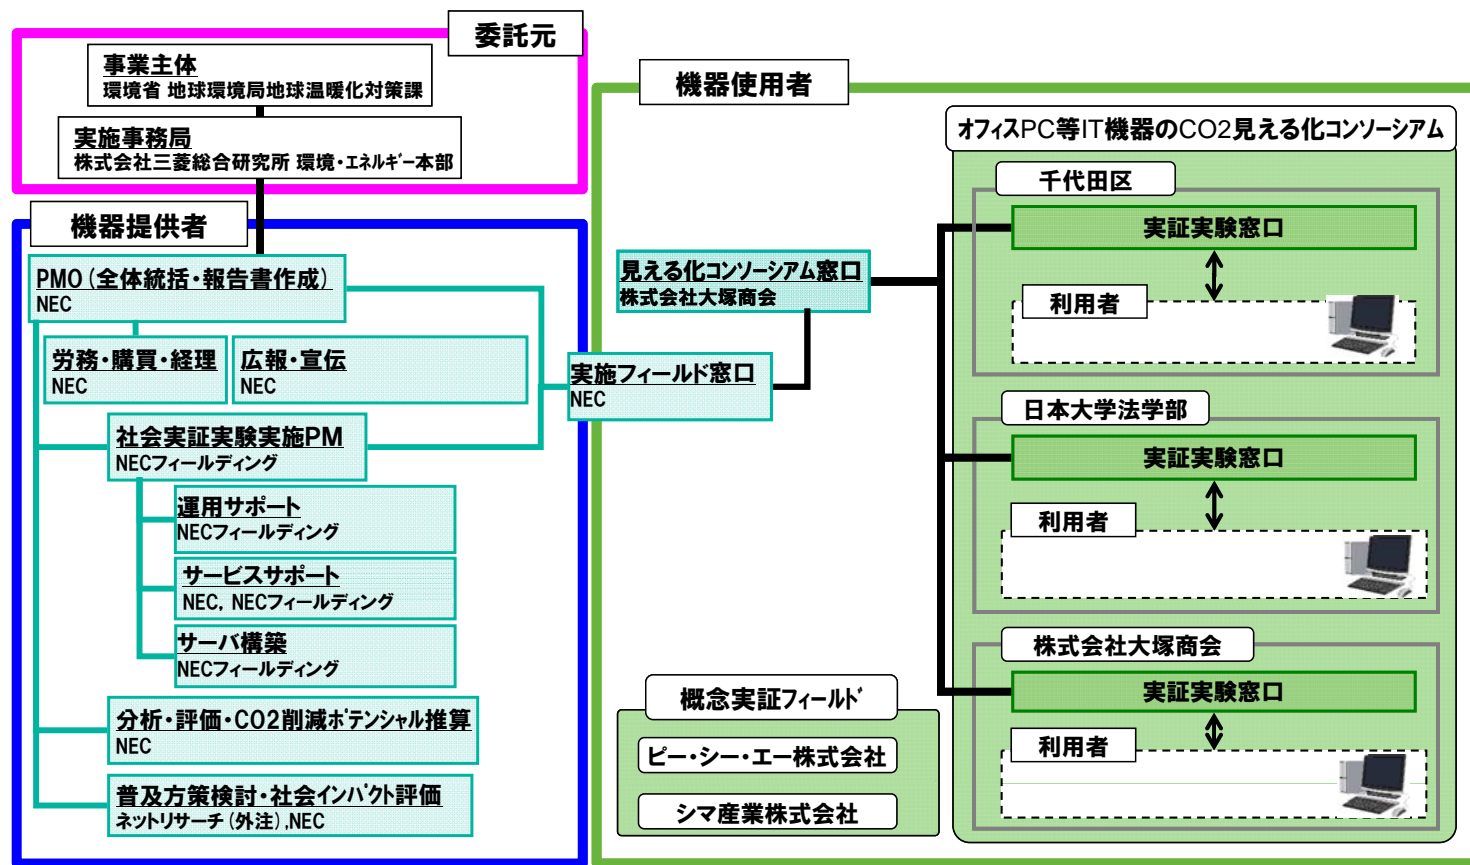 委託元
事業主体
環境省 地球環境局地球温暖化対策課
実施事務局
株式会社三菱総合研究所 環境・エネルギー本部
機器提供者
PMO(全体統括・報告書作成)
NEC
労務・購買・経理
NEC
広報・宣伝
NEC
社会実証実験実施PM
NECフィールディング
運用サポート
NECフィールディング
サービスサポート
NEC, NECフィールディング
サーバ構築
NECフィールディング
分析・評価・CO2削減ポテンシャル推算
NEC
普及方策検討・社会インパクト評価
ネットリサーチ(外注),NEC
実施フィールド窓口
NEC
機器使用者
見える化コンソーシアム窓口
株式会社大塚商会
オフィスPC等IT機器のCO2見える化コンソーシアム
千代田区
実証実験窓口
利用者
日本大学法学部
実証実験窓口
利用者
株式会社大塚商会
実証実験窓口
利用者
概念実証フィールド
ピー・シー・エー株式会社
シマ産業株式会社